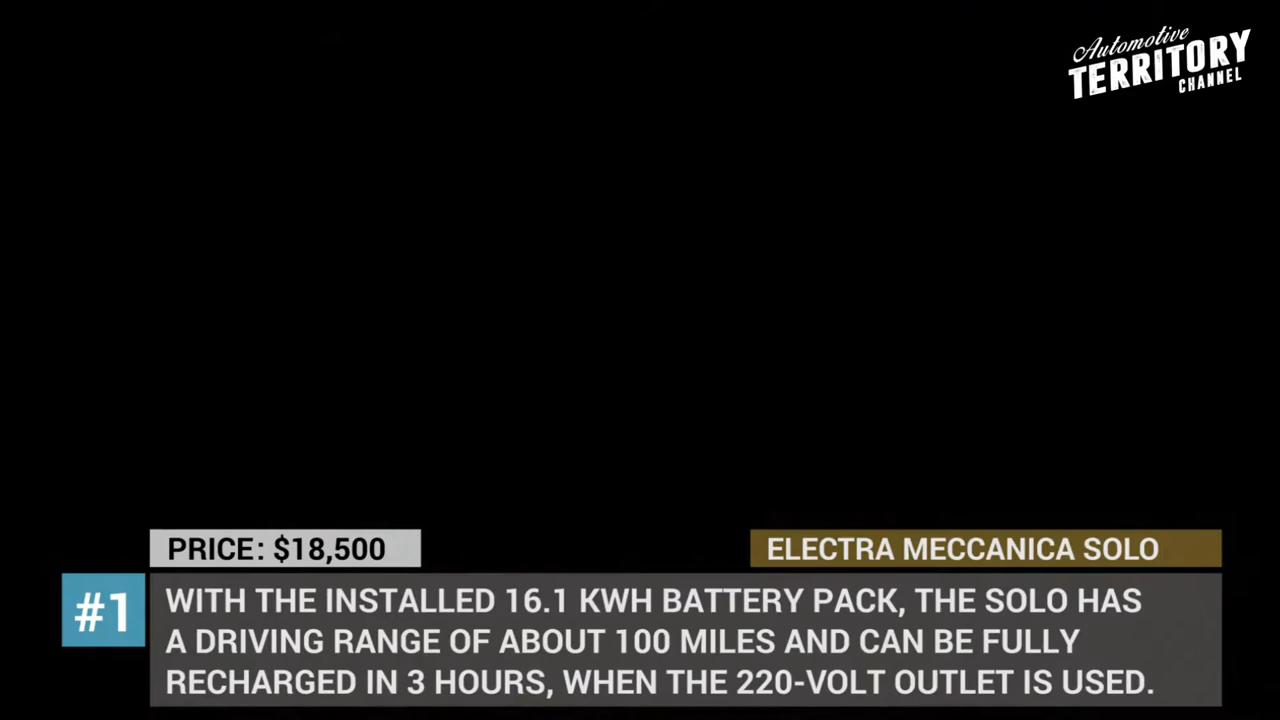 Automotive
TERRITORY
CHANNEL
PRICE: $18,500
ELECTRA MECCANICA SOLO
#1
WITH THE INSTALLED 16.1 KWH BATTERY PACK, THE SOLO HAS
A DRIVING RANGE OF ABOUT 100 MILES AND CAN BE FULLY
RECHARGED IN 3 HOURS, WHEN THE 220-VOLT OUTLET IS USED.